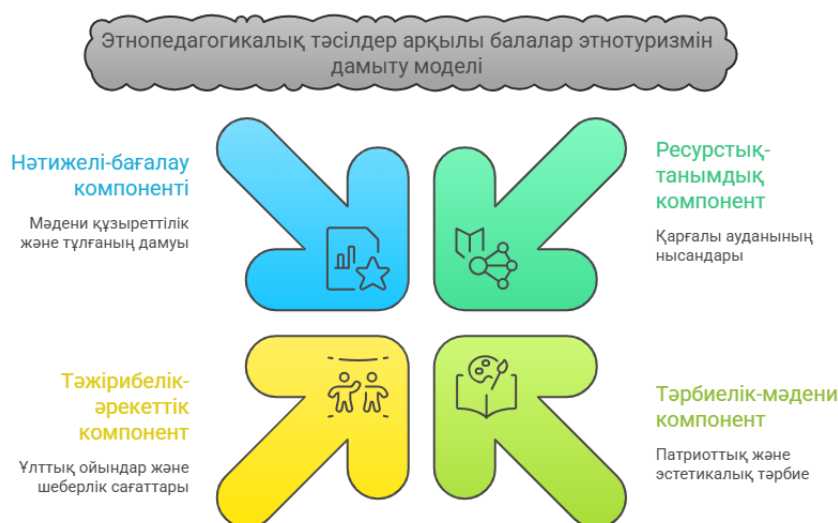 Этнопедагогикалық тәсілдер арқылы балалар этнотуризмін
дамыту моделі
Нәтижелі-бағалау
компоненті
Мәдени құзыреттілік
және тұлғаның дамуы
Ресурстық-
танымдық
компонент
Қарғалы ауданының
нысандары
Тәжірибелік-
әрекеттік
компонент
Ұлттық ойындар және
шеберлік сағаттары
Тәрбиелік-мәдени
компонент
Патриоттық және
эстетикалық тәрбие